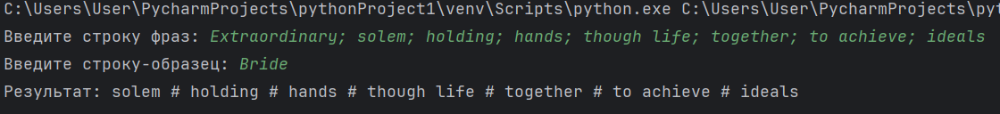 C:\Users\User\PycharmProjects\pythonProject1\venv\Scripts\python.exe C:\Users\User\PycharmProjects\pyt
Введите строку фраз: Extraordinary; solem; holding; hands; though life; together; to achieve; ideals
Введите строку-образец: Bride
Результат: solem # holding # hands # though life # together # to achieve # ideals